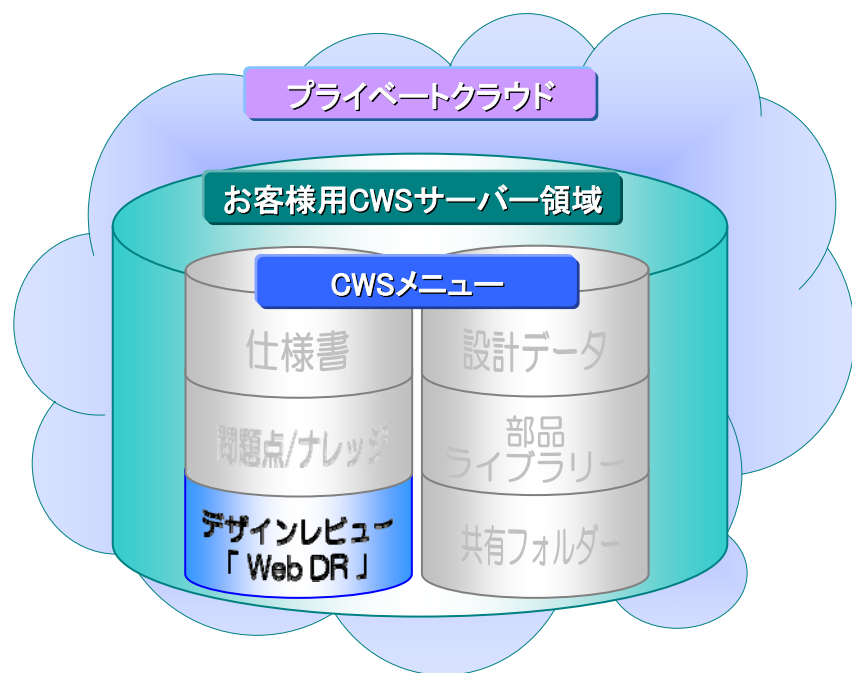 プライベートクラウド
お客様用CWSサーバー領域
CWSメニュー
仕様書
問題点/ナレッジ
デザインレビュー
「 Web DR 」
設計データ
部品
ライブラリー
共有フォルダー